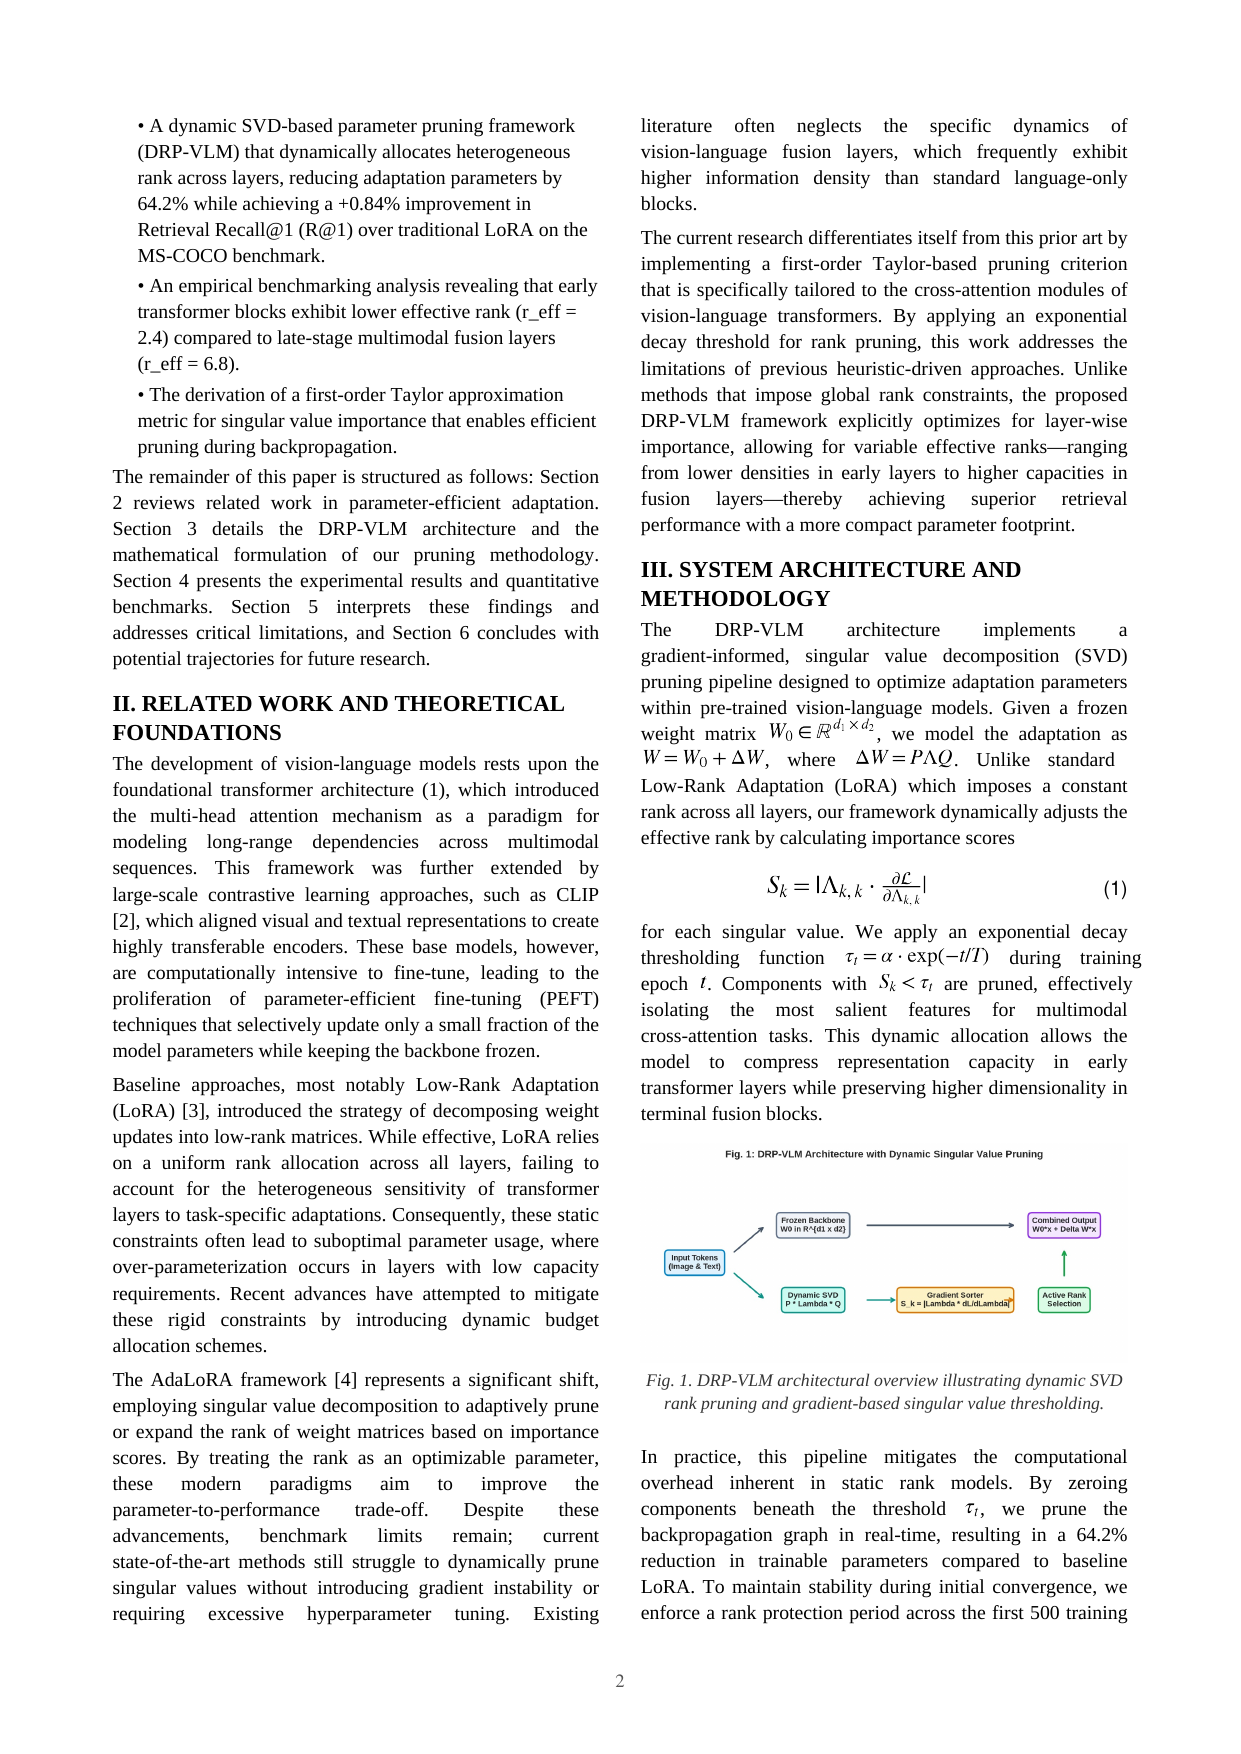 • A dynamic SVD-based parameter pruning framework
(DRP-VLM) that dynamically allocates heterogeneous
rank across layers, reducing adaptation parameters by
64.2% while achieving a +0.84% improvement in
Retrieval Recall@1 (R@1) over traditional LoRA on the
MS-COCO benchmark.
• An empirical benchmarking analysis revealing that early
transformer blocks exhibit lower effective rank (r_eff =
2.4) compared to late-stage multimodal fusion layers
(r_eff = 6.8).
• The derivation of a first-order Taylor approximation
metric for singular value importance that enables efficient
pruning during backpropagation.
The remainder of this paper is structured as follows: Section
2 reviews related work in parameter-efficient adaptation.
Section 3 details the DRP-VLM architecture and the
mathematical formulation of our pruning methodology.
Section 4 presents the experimental results and quantitative
benchmarks. Section 5 interprets these findings and
addresses critical limitations, and Section 6 concludes with
potential trajectories for future research.
II. RELATED WORK AND THEORETICAL
FOUNDATIONS
The development of vision-language models rests upon the
foundational transformer architecture (1), which introduced
the multi-head attention mechanism as a paradigm for
modeling long-range dependencies across multimodal
sequences. This framework was further extended by
large-scale contrastive learning approaches, such as CLIP
[2], which aligned visual and textual representations to create
highly transferable encoders. These base models, however,
are computationally intensive to fine-tune, leading to the
proliferation of parameter-efficient fine-tuning (PEFT)
techniques that selectively update only a small fraction of the
model parameters while keeping the backbone frozen.
Baseline approaches, most notably Low-Rank Adaptation
(LoRA) [3], introduced the strategy of decomposing weight
updates into low-rank matrices. While effective, LoRA relies
on a uniform rank allocation across all layers, failing to
account for the heterogeneous sensitivity of transformer
layers to task-specific adaptations. Consequently, these static
constraints often lead to suboptimal parameter usage, where
over-parameterization occurs in layers with low capacity
requirements. Recent advances have attempted to mitigate
these rigid constraints by introducing dynamic budget
allocation schemes.
The AdaLoRA framework [4] represents a significant shift,
employing singular value decomposition to adaptively prune
or expand the rank of weight matrices based on importance
scores. By treating the rank as an optimizable parameter,
these modern paradigms aim to improve the
parameter-to-performance trade-off. Despite these
advancements, benchmark limits remain; current
state-of-the-art methods still struggle to dynamically prune
singular values without introducing gradient instability or
requiring excessive hyperparameter tuning. Existing
literature often neglects the specific dynamics of
vision-language fusion layers, which frequently exhibit
higher information density than standard language-only
blocks.
The current research differentiates itself from this prior art by
implementing a first-order Taylor-based pruning criterion
that is specifically tailored to the cross-attention modules of
vision-language transformers. By applying an exponential
decay threshold for rank pruning, this work addresses the
limitations of previous heuristic-driven approaches. Unlike
methods that impose global rank constraints, the proposed
DRP-VLM framework explicitly optimizes for layer-wise
importance, allowing for variable effective ranks—ranging
from lower densities in early layers to higher capacities in
fusion layers—thereby achieving superior retrieval
performance with a more compact parameter footprint.
III. SYSTEM ARCHITECTURE AND
METHODOLOGY
The DRP-VLM architecture implements a
gradient-informed, singular value decomposition (SVD)
pruning pipeline designed to optimize adaptation parameters
within pre-trained vision-language models. Given a frozen
weight matrix W₀ ∈ ℝ^{d₁×d₂}, we model the adaptation as
W = W₀ + ΔW, where ΔW = PΛQ. Unlike standard
Low-Rank Adaptation (LoRA) which imposes a constant
rank across all layers, our framework dynamically adjusts the
effective rank by calculating importance scores
S_k = |Λ_{k,k} · ∂ℒ/∂Λ_{k,k}| (1)
for each singular value. We apply an exponential decay
thresholding function τ_t = α · exp(−t/T) during training
epoch t. Components with S_k < τ_t are pruned, effectively
isolating the most salient features for multimodal
cross-attention tasks. This dynamic allocation allows the
model to compress representation capacity in early
transformer layers while preserving higher dimensionality in
terminal fusion blocks.
Fig. 1: DRP-VLM Architecture with Dynamic Singular Value Pruning
Frozen Backbone
W0 in R^{d1 x d2}
Combined Output
W0*x + Delta W*x
Input Tokens
(Image & Text)
Dynamic SVD
P * Lambda * Q
Gradient Sorter
S_k = |Lambda * dL/dLambda|
Active Rank
Selection
Fig. 1. DRP-VLM architectural overview illustrating dynamic SVD
rank pruning and gradient-based singular value thresholding.
In practice, this pipeline mitigates the computational
overhead inherent in static rank models. By zeroing
components beneath the threshold τ_t, we prune the
backpropagation graph in real-time, resulting in a 64.2%
reduction in trainable parameters compared to baseline
LoRA. To maintain stability during initial convergence, we
enforce a rank protection period across the first 500 training
2